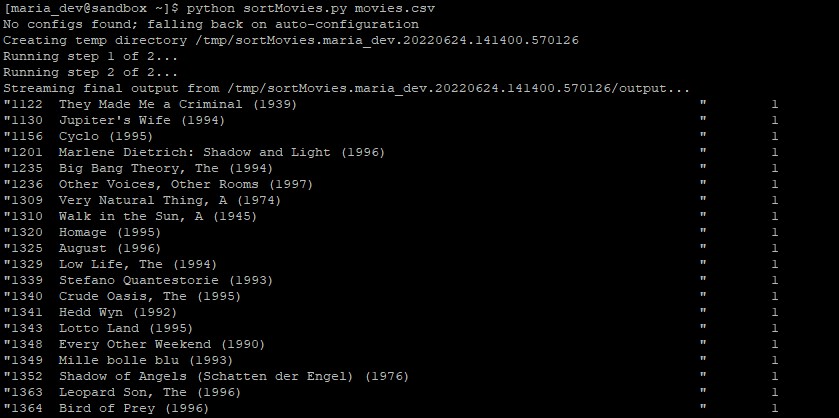 [maria_dev@sandbox ~]$ python sortMovies.py movies.csv
No configs found; falling back on auto-configuration
Creating temp directory /tmp/sortMovies.maria_dev.20220624.141400.570126
Running step 1 of 2...
Running step 2 of 2...
Streaming final output from /tmp/sortMovies.maria_dev.20220624.141400.570126/output...
"1122  They Made Me a Criminal (1939)                                                  "        1
"1130  Jupiter's Wife (1994)                                                           "        1
"1156  Cyclo (1995)                                                                    "        1
"1201  Marlene Dietrich: Shadow and Light (1996)                                       "        1
"1235  Big Bang Theory, The (1994)                                                     "        1
"1236  Other Voices, Other Rooms (1997)                                                "        1
"1309  Very Natural Thing, A (1974)                                                    "        1
"1310  Walk in the Sun, A (1945)                                                       "        1
"1320  Homage (1995)                                                                   "        1
"1325  August (1996)                                                                   "        1
"1329  Low Life, The (1994)                                                            "        1
"1339  Stefano Quantestorie (1993)                                                     "        1
"1340  Crude Oasis, The (1995)                                                         "        1
"1341  Hedd Wyn (1992)                                                                 "        1
"1343  Lotto Land (1995)                                                               "        1
"1348  Every Other Weekend (1990)                                                      "        1
"1349  Mille bolle blu (1993)                                                          "        1
"1352  Shadow of Angels (Schatten der Engel) (1976)                                    "        1
"1363  Leopard Son, The (1996)                                                         "        1
"1364  Bird of Prey (1996)                                                             "        1